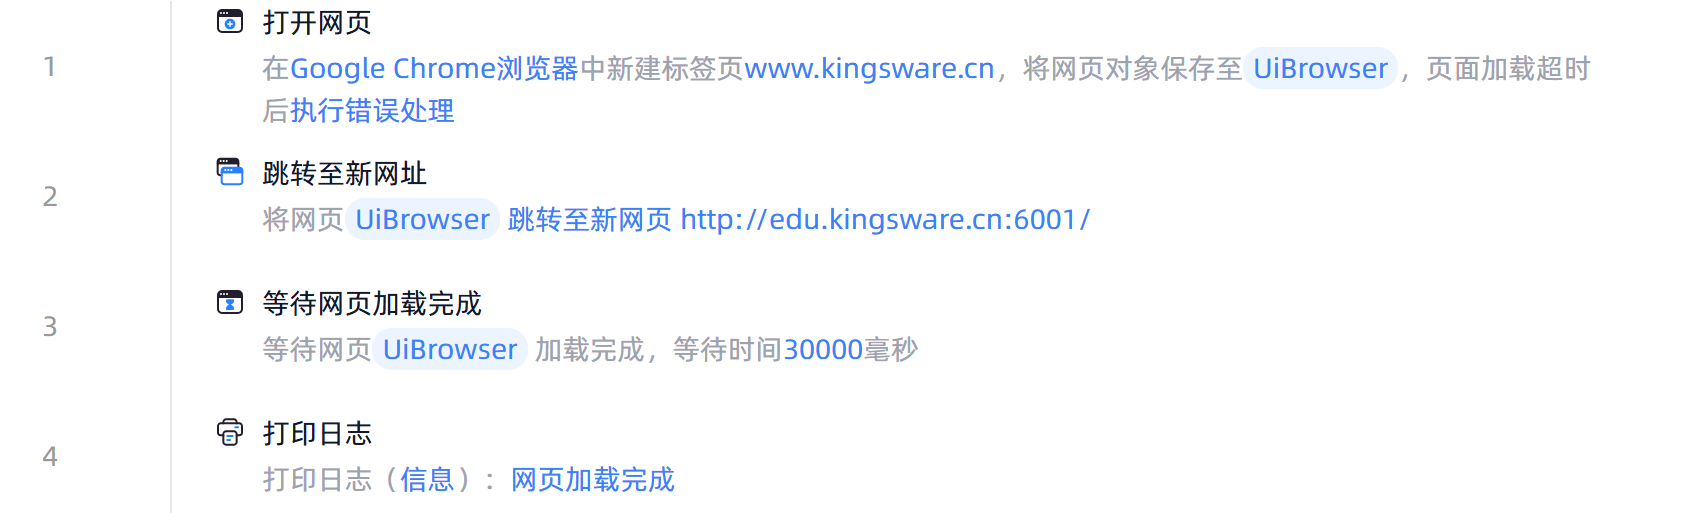 打开网页
1
在Google Chrome浏览器中新建标签页www.kingsware.cn，将网页对象保存至 UiBrowser ，页面加载超时
后执行错误处理
跳转至新网址
2
将网页 UiBrowser 跳转至新网页 http://edu.kingsware.cn:6001/
等待网页加载完成
3
等待网页 UiBrowser 加载完成，等待时间30000毫秒
打印日志
4
打印日志（信息）：网页加载完成